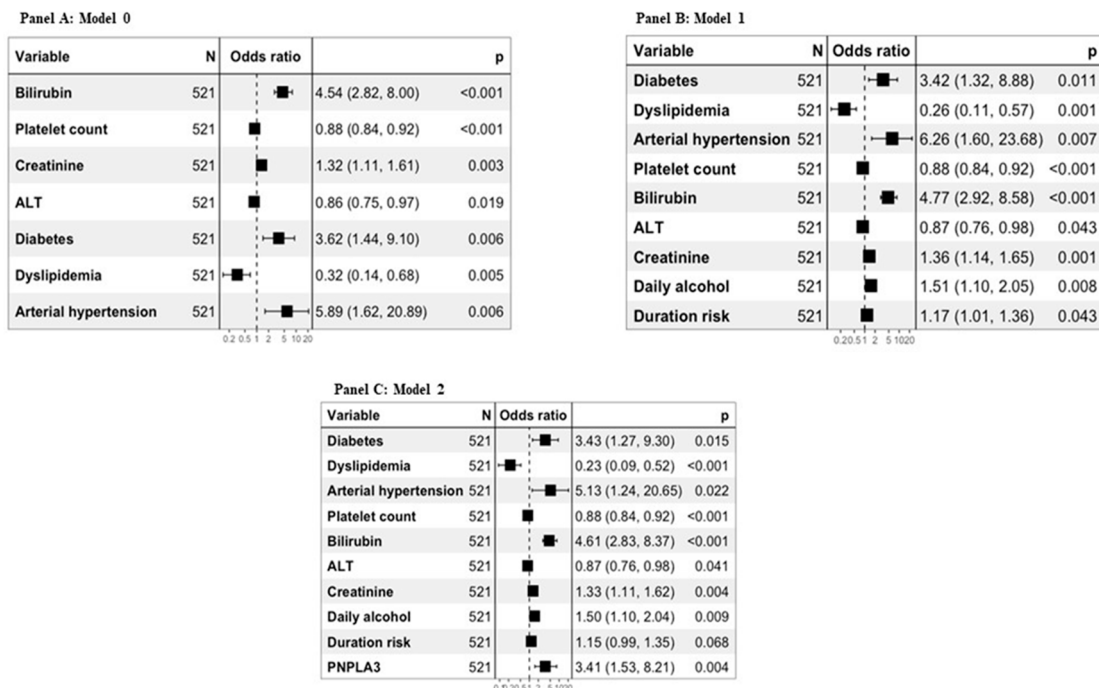 Panel A: Model 0
Variable N Odds ratio p
Bilirubin 521 4.54 (2.82, 8.00) <0.001
Platelet count 521 0.88 (0.84, 0.92) <0.001
Creatinine 521 1.32 (1.11, 1.61) 0.003
ALT 521 0.86 (0.75, 0.97) 0.019
Diabetes 521 3.62 (1.44, 9.10) 0.006
Dyslipidemia 521 0.32 (0.14, 0.68) 0.005
Arterial hypertension 521 5.89 (1.62, 20.89) 0.006
0.2 0.5 1 2 5 10 20
Panel B: Model 1
Variable N Odds ratio p
Diabetes 521 3.42 (1.32, 8.88) 0.011
Dyslipidemia 521 0.26 (0.11, 0.57) 0.001
Arterial hypertension 521 6.26 (1.60, 23.68) 0.007
Platelet count 521 0.88 (0.84, 0.92) <0.001
Bilirubin 521 4.77 (2.92, 8.58) <0.001
ALT 521 0.87 (0.76, 0.98) 0.043
Creatinine 521 1.36 (1.14, 1.65) 0.001
Daily alcohol 521 1.51 (1.10, 2.05) 0.008
Duration risk 521 1.17 (1.01, 1.36) 0.043
0.2 0.5 1 2 5 10 20
Panel C: Model 2
Variable N Odds ratio p
Diabetes 521 3.43 (1.27, 9.30) 0.015
Dyslipidemia 521 0.23 (0.09, 0.52) <0.001
Arterial hypertension 521 5.13 (1.24, 20.65) 0.022
Platelet count 521 0.88 (0.84, 0.92) <0.001
Bilirubin 521 4.61 (2.83, 8.37) <0.001
ALT 521 0.87 (0.76, 0.98) 0.041
Creatinine 521 1.33 (1.11, 1.62) 0.004
Daily alcohol 521 1.50 (1.10, 2.04) 0.009
Duration risk 521 1.15 (0.99, 1.35) 0.068
PNPLA3 521 3.41 (1.53, 8.21) 0.004